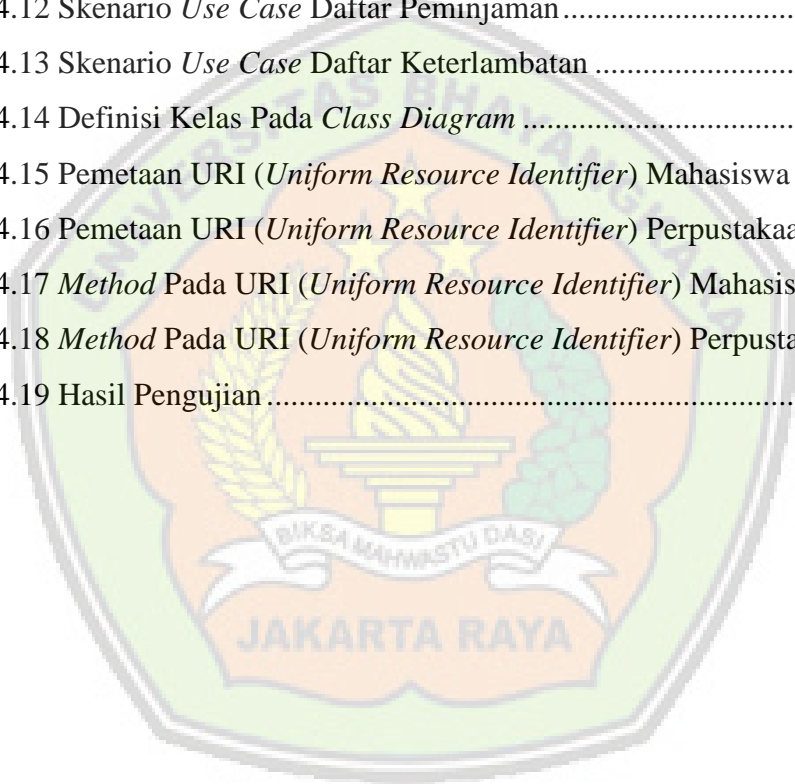 4.12 Skenario Use Case Daftar Peminjaman..............................
4.13 Skenario Use Case Daftar Keterlambatan ..........................
4.14 Definisi Kelas Pada Class Diagram ...................................
4.15 Pemetaan URI (Uniform Resource Identifier) Mahasiswa
4.16 Pemetaan URI (Uniform Resource Identifier) Perpustakaa
4.17 Method Pada URI (Uniform Resource Identifier) Mahasis
4.18 Method Pada URI (Uniform Resource Identifier) Perpusta
4.19 Hasil Pengujian...................................................................
UNIVERSITAS BHAYANGKARA
BIKSA MAHWASTU DASI
JAKARTA RAYA